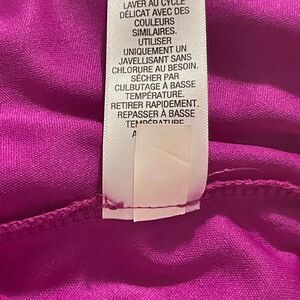 LAVER AU CYCLE
DÉLICAT AVEC DES
COULEURS
SIMILAIRES.
UTILISER
UNIQUEMENT UN
JAVELLISANT SANS
CHLORURE AU BESOIN.
SÉCHER PAR
CULBUTAGE À BASSE
TEMPÉRATURE.
RETIRER RAPIDEMENT.
REPASSER À BASSE
TEMPÉRATURE